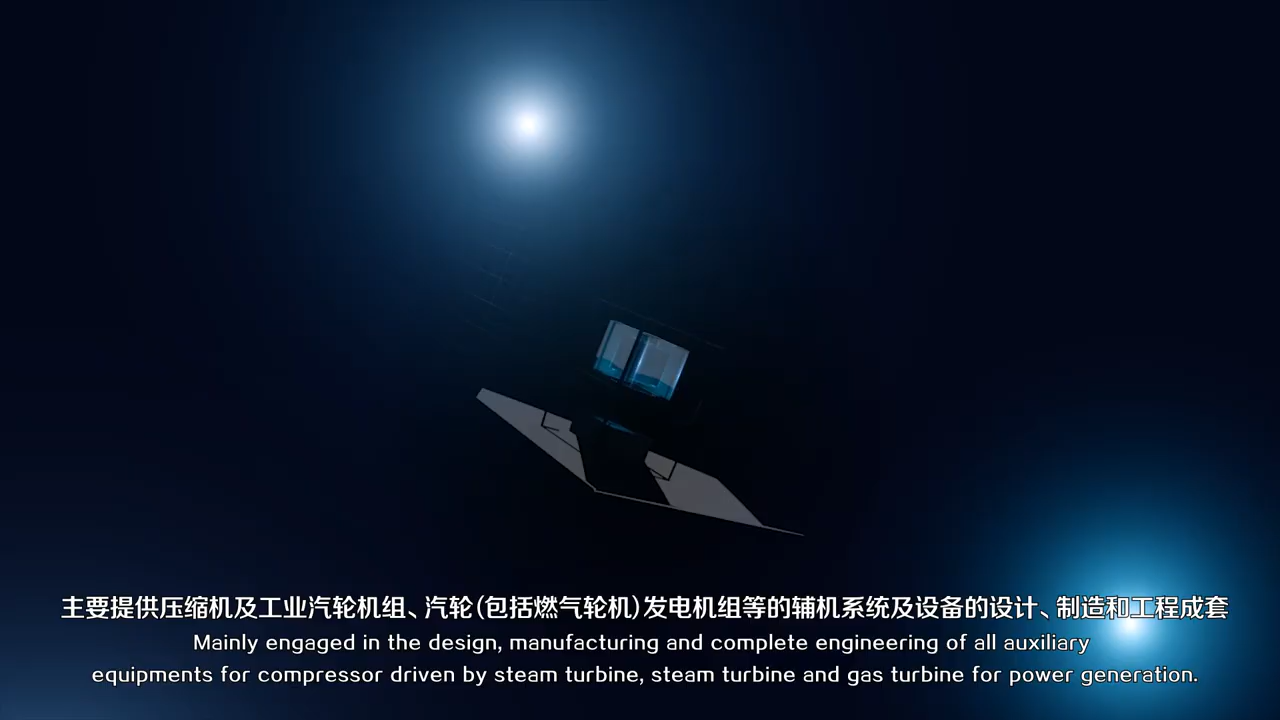 主要提供压缩机及工业汽轮机组、汽轮(包括燃气轮机)发电机组等的辅机系统及设备的设计、制造和工程成套
Mainly engaged in the design, manufacturing and complete engineering of all auxiliary
equipments for compressor driven by steam turbine, steam turbine and gas turbine for power generation.